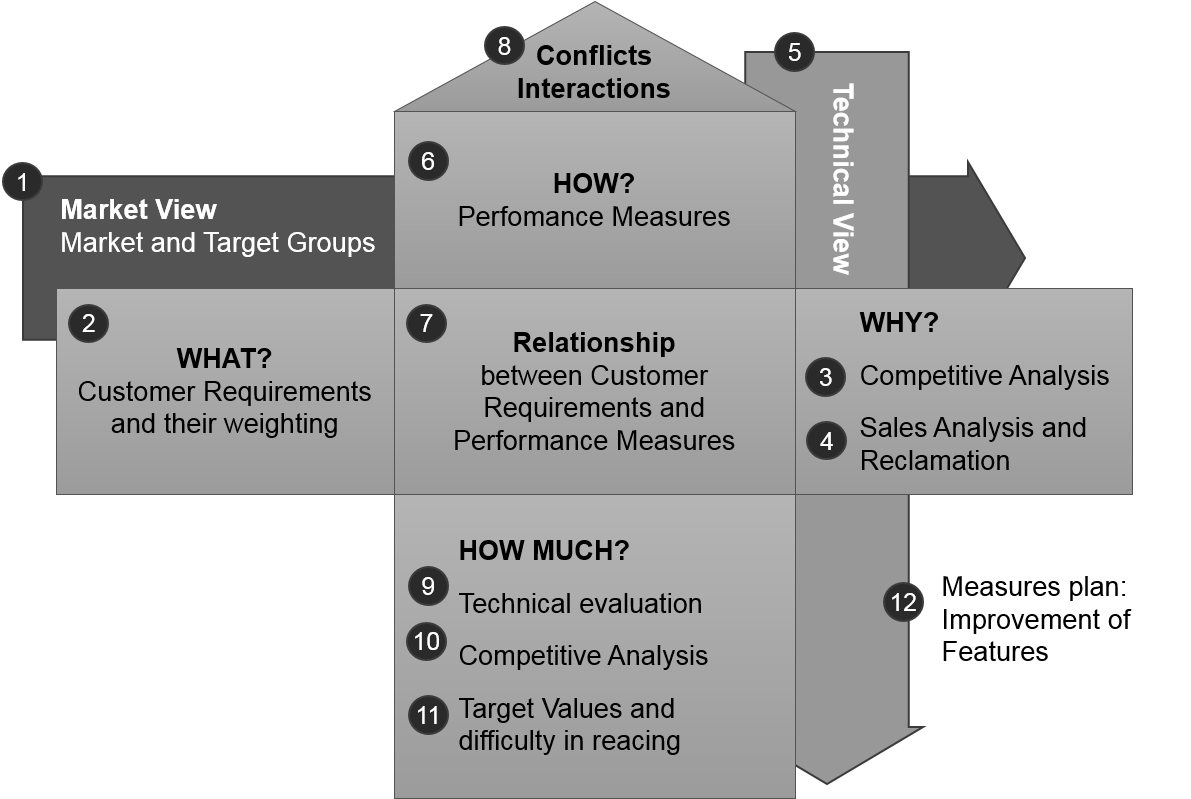 8
Conflicts
Interactions
5
Technical View
6
HOW?
Perfomance Measures
1
Market View
Market and Target Groups
2
WHAT?
Customer Requirements
and their weighting
7
Relationship
between Customer
Requirements and
Performance Measures
WHY?
3 Competitive Analysis
4 Sales Analysis and
Reclamation
HOW MUCH?
9 Technical evaluation
10 Competitive Analysis
11 Target Values and
difficulty in reacing
12 Measures plan:
Improvement of
Features